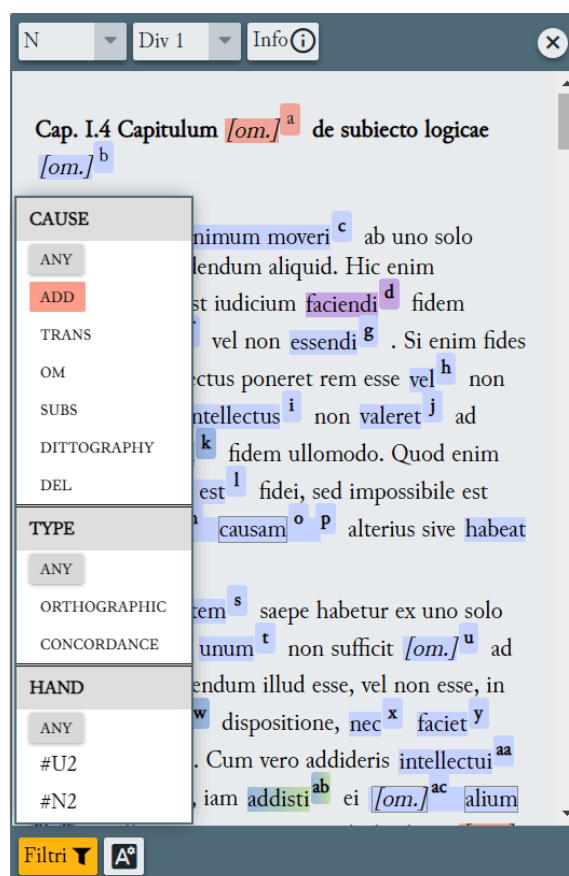 N Div 1 Info
Cap. I.4 Capitulum [om.] a de subiecto logicae
[om.] b
CAUSE
ANY
ADD
TRANS
OM
SUBS
DITTOGRAPHY
DEL
TYPE
ANY
ORTHOGRAPHIC
CONCORDANCE
HAND
ANY
#U2
#N2
nimum moveri c ab uno solo
lendum aliquid. Hic enim
st iudicium faciendi d fidem
vel non essendi g . Si enim fides
ctus poneret rem esse vel h non
ntellectus i non valeret j ad
k fidem ullomodo. Quod enim
est l fidei, sed impossibile est
causam o p alterius sive habeat
tem s saepe habetur ex uno solo
unum t non sufficit [om.] u ad
endum illud esse, vel non esse, in
w dispositione, nec x faciet y
. Cum vero addideris intellectui aa
, iam addisti ab ei [om.] ac alium
Filtri